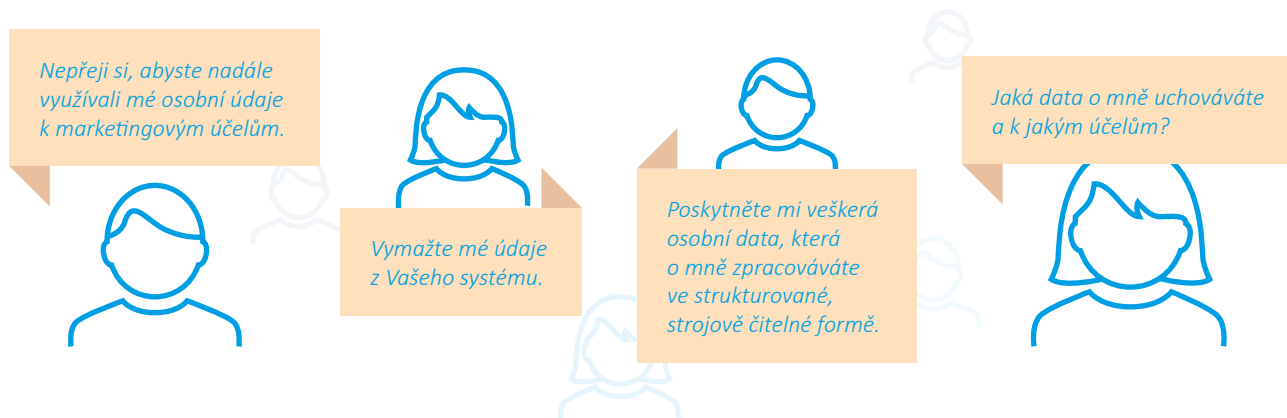 Nepřeji si, abyste nadále
využívali mé osobní údaje
k marketingovým účelům.
Vymažte mé údaje
z Vašeho systému.
Poskytněte mi veškerá
osobní data, která
o mně zpracováváte
ve strukturované,
strojově čitelné formě.
Jaká data o mně uchováváte
a k jakým účelům?